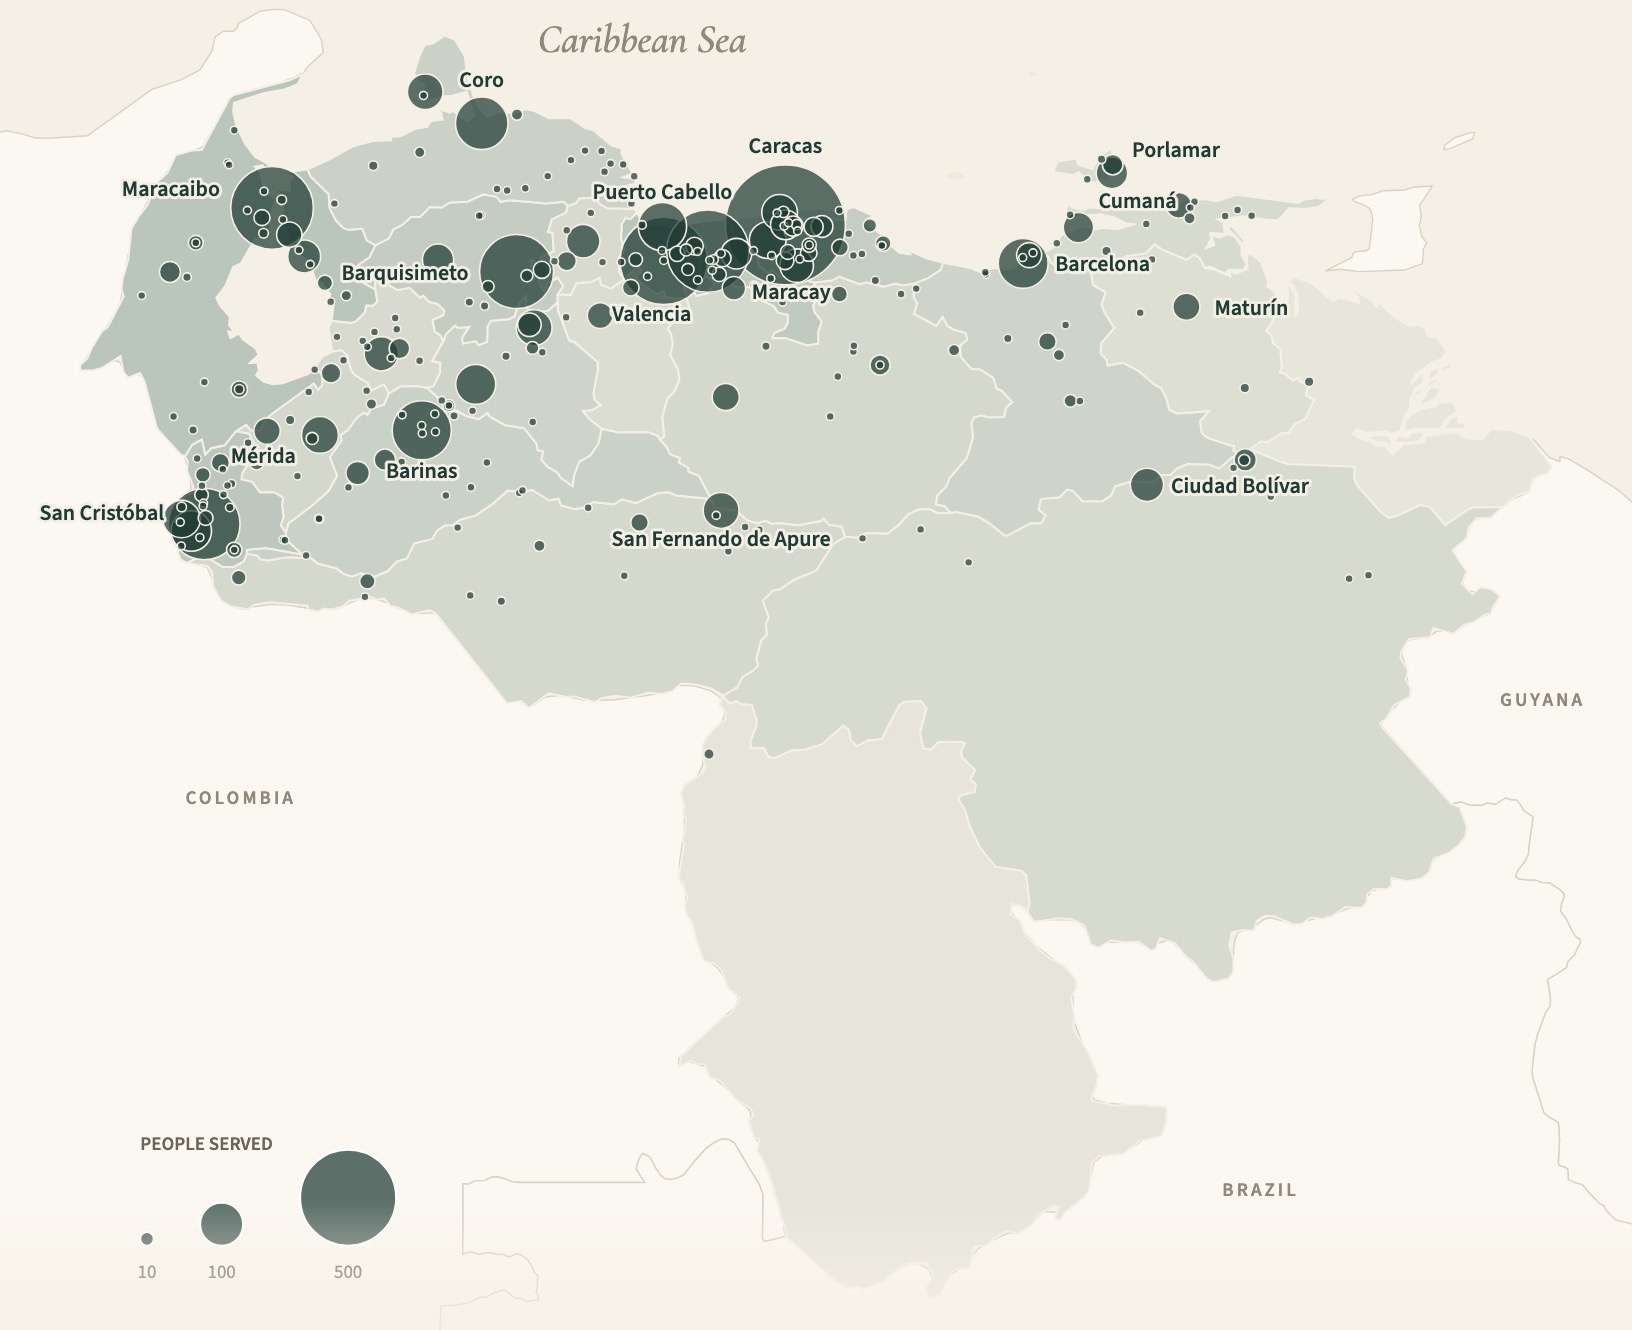 Caribbean Sea
Coro
Caracas
Porlamar
Maracaibo
Puerto Cabello
Cumaná
Barquisimeto
Barcelona
Maracay
Valencia
Maturín
Mérida
Barinas
Ciudad Bolívar
San Cristóbal
San Fernando de Apure
GUYANA
COLOMBIA
PEOPLE SERVED
BRAZIL
10 100 500